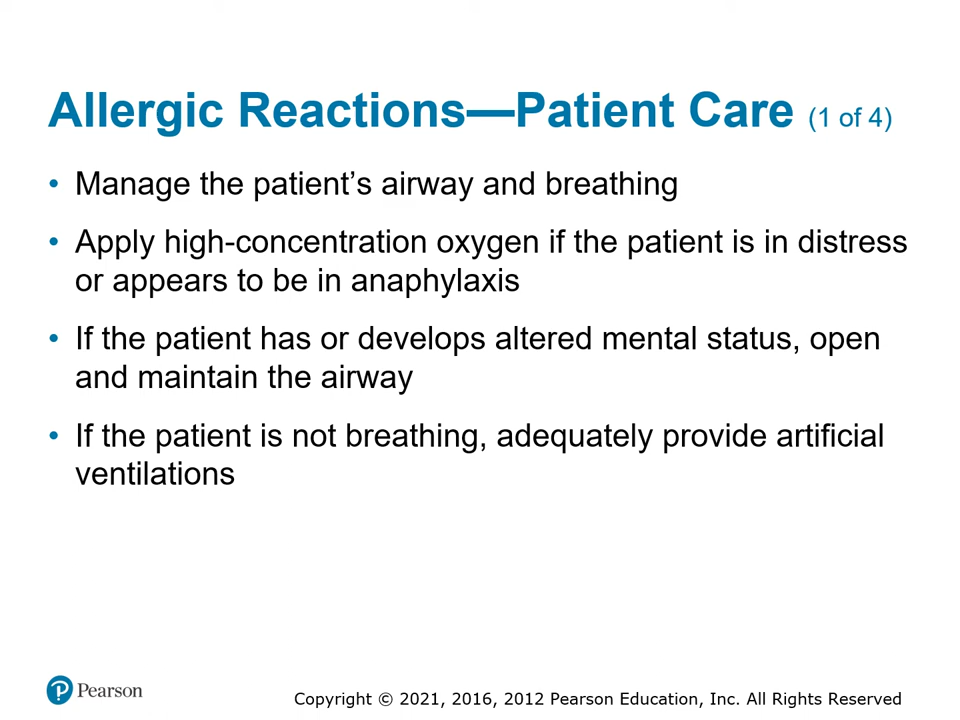 Allergic Reactions—Patient Care (1 of 4)
• Manage the patient’s airway and breathing
• Apply high-concentration oxygen if the patient is in distress
or appears to be in anaphylaxis
• If the patient has or develops altered mental status, open
and maintain the airway
• If the patient is not breathing, adequately provide artificial
ventilations
Pearson
Copyright © 2021, 2016, 2012 Pearson Education, Inc. All Rights Reserved